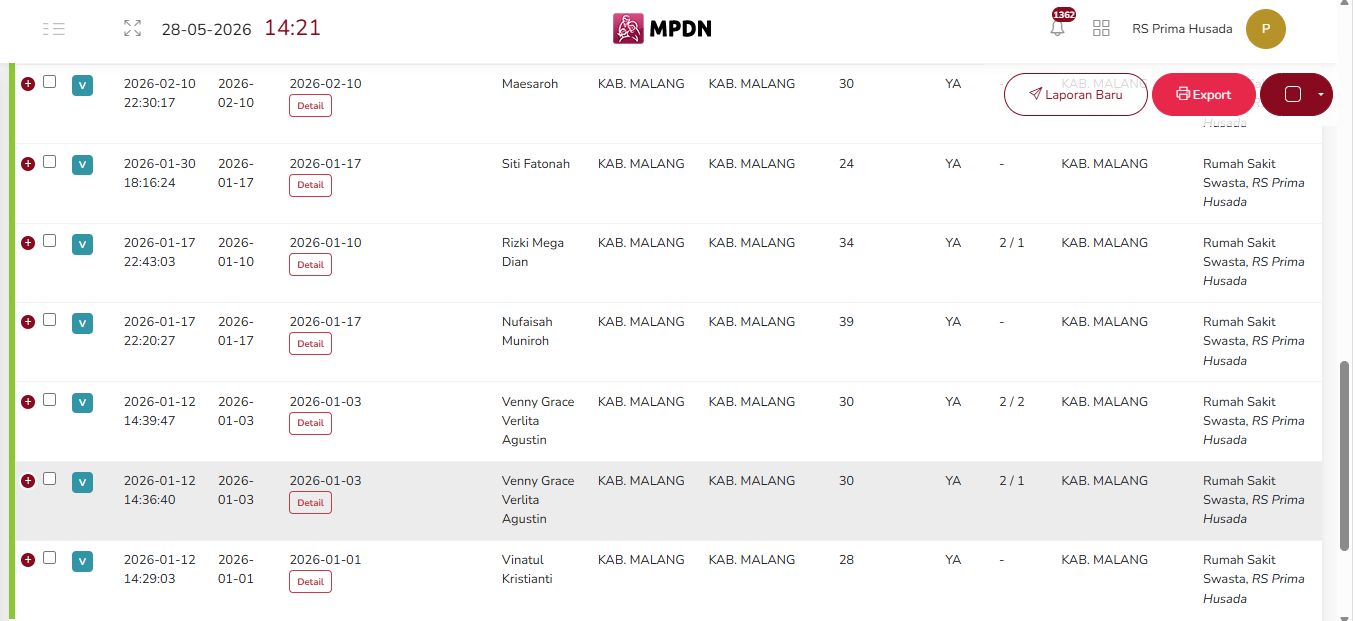 28-05-2026 14:21 MPDN 1362 RS Prima Husada P
+ V 2026-02-10 2026- 2026-02-10 Maesaroh KAB. MALANG KAB. MALANG 30 YA - KAB. MALANG
22:30:17 02-10 Detail
Laporan Baru Export
Husada
+ V 2026-01-30 2026- 2026-01-17 Siti Fatonah KAB. MALANG KAB. MALANG 24 YA - KAB. MALANG Rumah Sakit
18:16:24 01-17 Detail Swasta, RS Prima
Husada
+ V 2026-01-17 2026- 2026-01-10 Rizki Mega KAB. MALANG KAB. MALANG 34 YA 2 / 1 KAB. MALANG Rumah Sakit
22:43:03 01-10 Detail Dian Swasta, RS Prima
Husada
+ V 2026-01-17 2026- 2026-01-17 Nufaisah KAB. MALANG KAB. MALANG 39 YA - KAB. MALANG Rumah Sakit
22:20:27 01-17 Detail Muniroh Swasta, RS Prima
Husada
+ V 2026-01-12 2026- 2026-01-03 Venny Grace KAB. MALANG KAB. MALANG 30 YA 2 / 2 KAB. MALANG Rumah Sakit
14:39:47 01-03 Detail Verlita Swasta, RS Prima
Agustin Husada
+ V 2026-01-12 2026- 2026-01-03 Venny Grace KAB. MALANG KAB. MALANG 30 YA 2 / 1 KAB. MALANG Rumah Sakit
14:36:40 01-03 Detail Verlita Swasta, RS Prima
Agustin Husada
+ V 2026-01-12 2026- 2026-01-01 Vinatul KAB. MALANG KAB. MALANG 28 YA - KAB. MALANG Rumah Sakit
14:29:03 01-01 Detail Kristianti Swasta, RS Prima
Husada